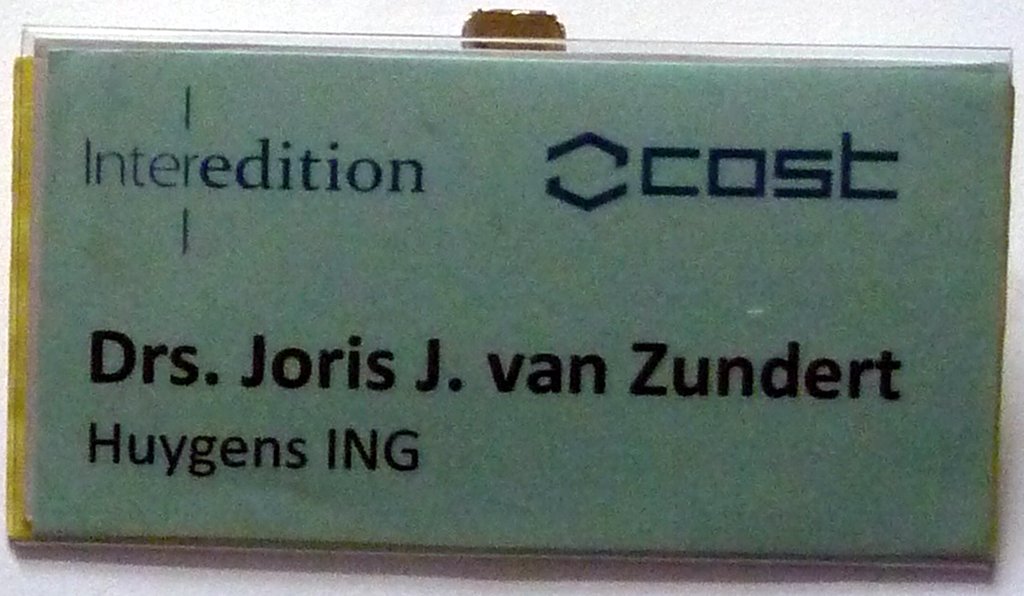 Interedition
cost
Drs. Joris J. van Zundert
Huygens ING